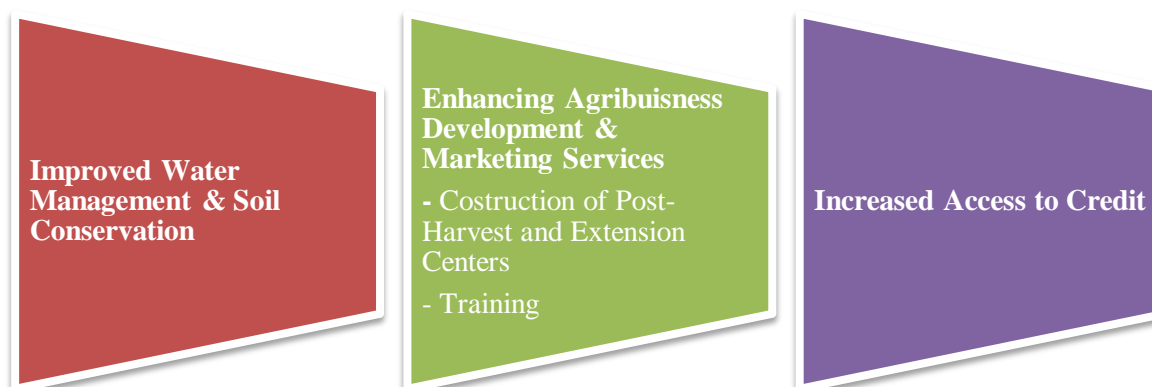 Improved Water
Management & Soil
Conservation
Enhancing Agribuisness
Development &
Marketing Services
- Costruction of Post-
Harvest and Extension
Centers
- Training
Increased Access to Credit